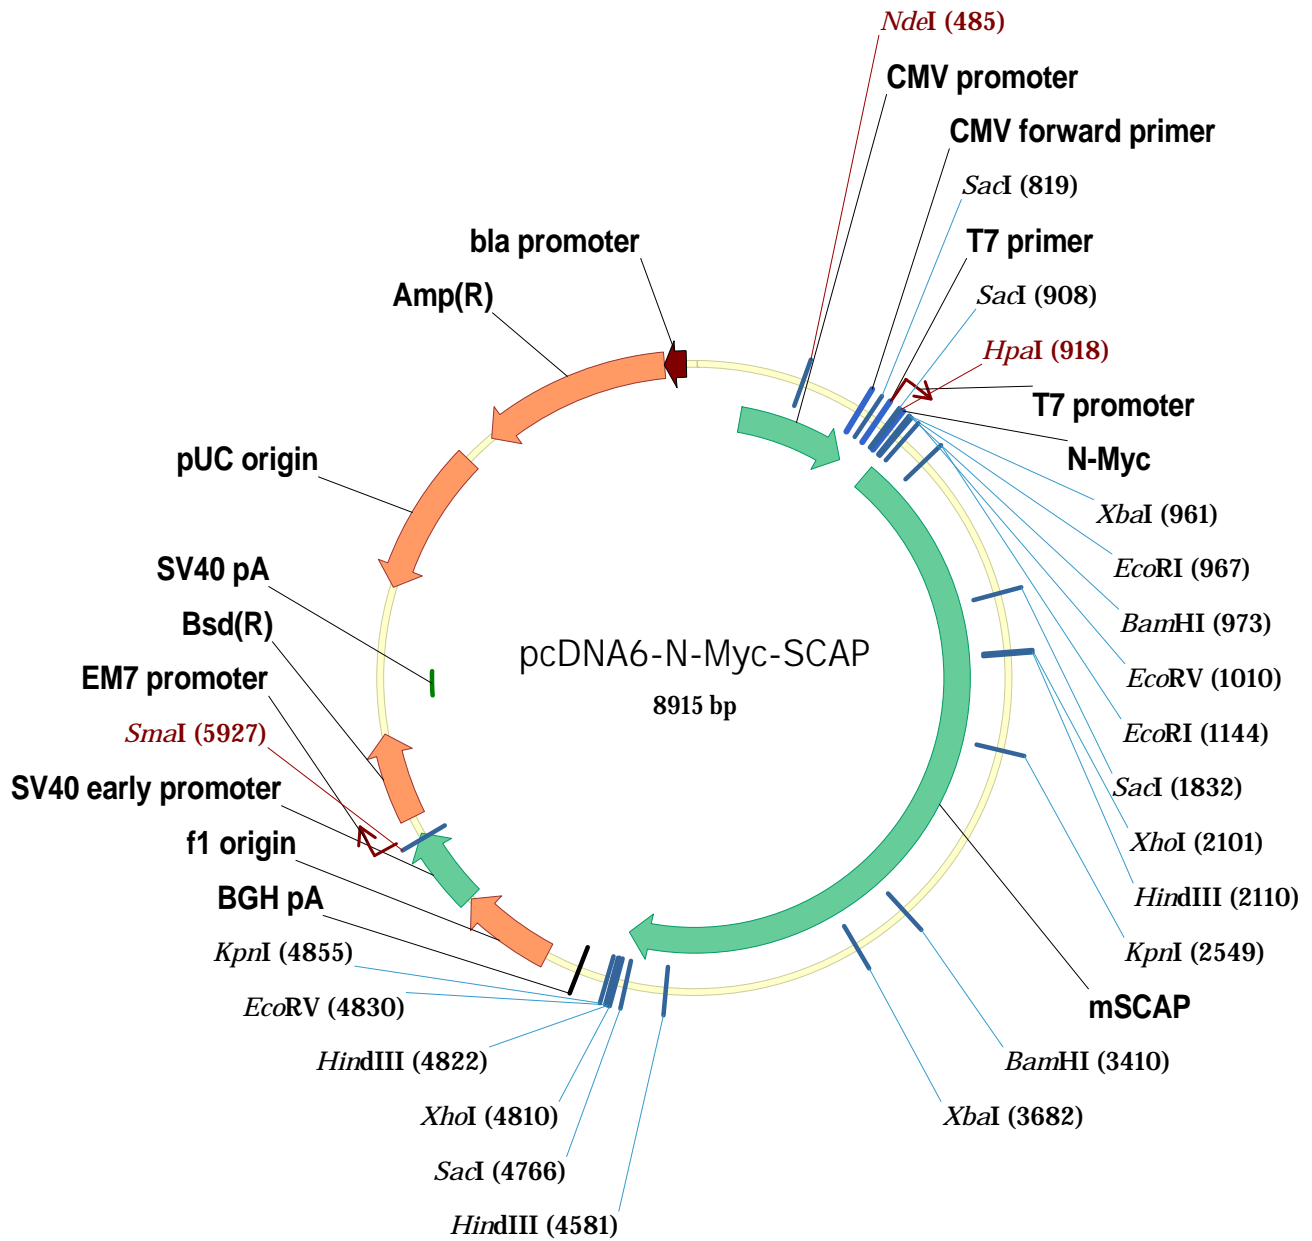 NdeI (485)
CMV promoter
CMV forward primer
SacI (819)
T7 primer
SacI (908)
HpaI (918)
T7 promoter
N-Myc
XbaI (961)
EcoRI (967)
BamHI (973)
EcoRV (1010)
EcoRI (1144)
SacI (1832)
XhoI (2101)
HindIII (2110)
KpnI (2549)
mSCAP
BamHI (3410)
XbaI (3682)
HindIII (4581)
SacI (4766)
XhoI (4810)
HindIII (4822)
EcoRV (4830)
KpnI (4855)
BGH pA
f1 origin
SV40 early promoter
SmaI (5927)
EM7 promoter
Bsd(R)
SV40 pA
pUC origin
Amp(R)
bla promoter
pcDNA6-N-Myc-SCAP
8915 bp